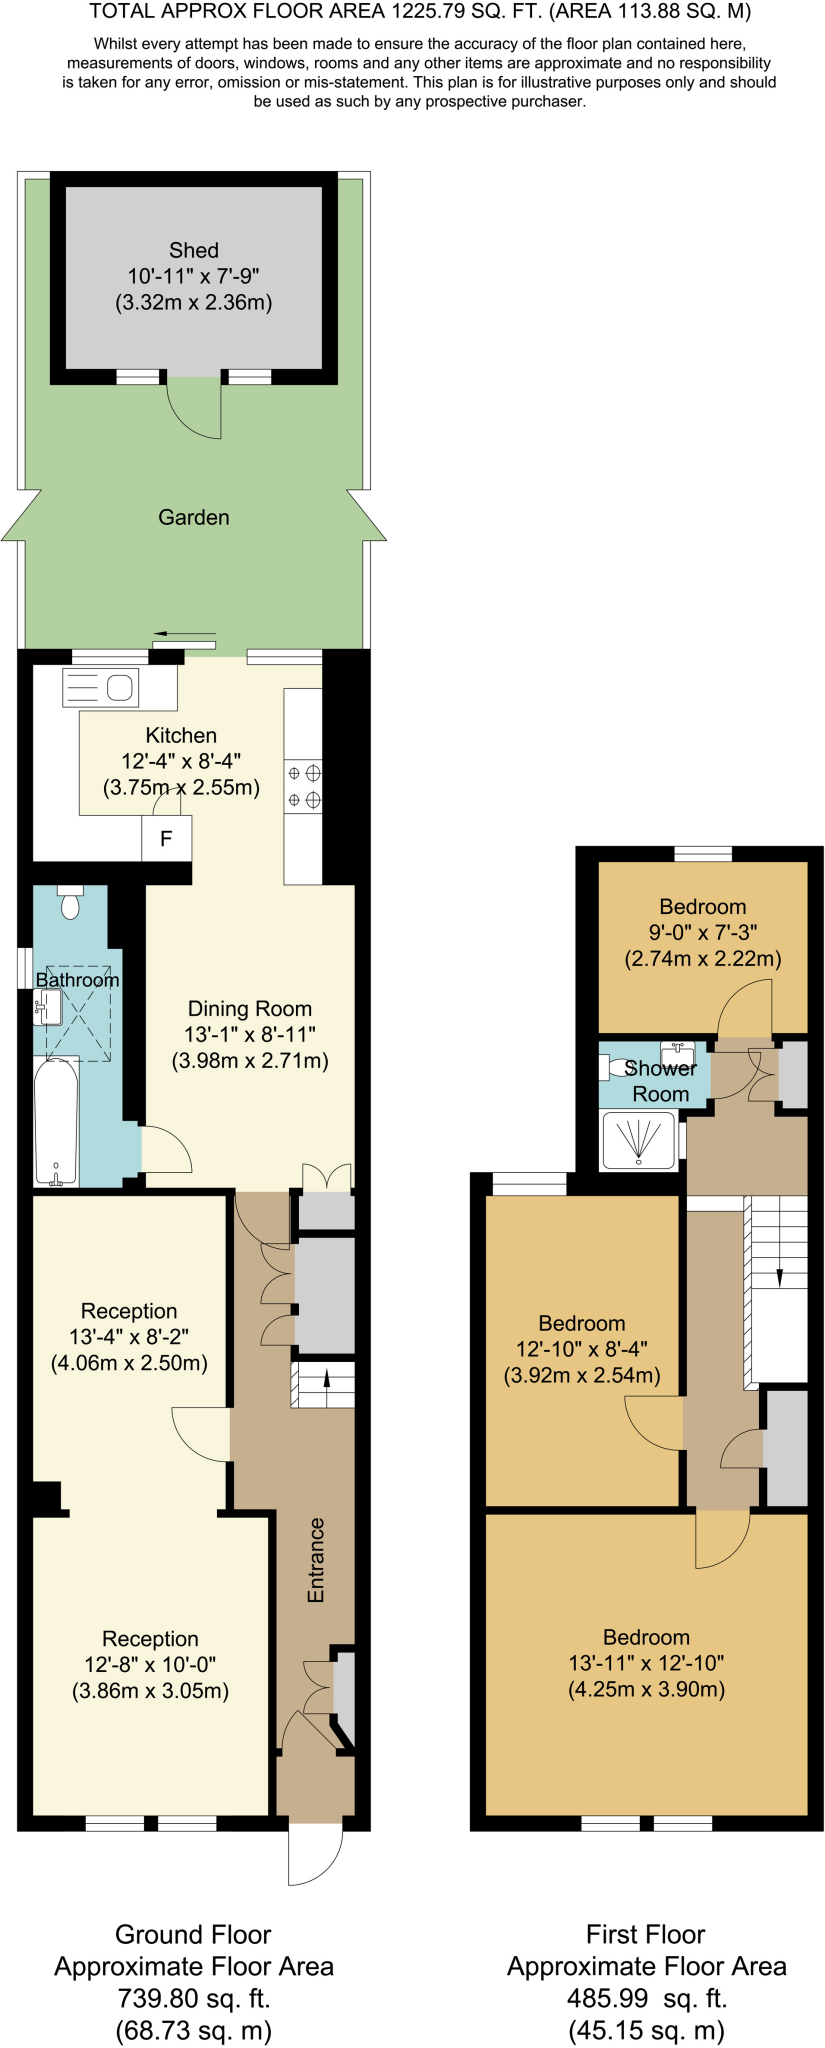 TOTAL APPROX FLOOR AREA 1225.79 SQ. FT. (AREA 113.88 SQ. M)
Whilst every attempt has been made to ensure the accuracy of the floor plan contained here,
measurements of doors, windows, rooms and any other items are approximate and no responsibility
is taken for any error, omission or mis-statement. This plan is for illustrative purposes only and should
be used as such by any prospective purchaser.
Shed
10'-11" x 7'-9"
(3.32m x 2.36m)
Garden
Kitchen
12'-4" x 8'-4"
(3.75m x 2.55m)
F
Bathroom
Dining Room
13'-1" x 8'-11"
(3.98m x 2.71m)
Reception
13'-4" x 8'-2"
(4.06m x 2.50m)
Entrance
Reception
12'-8" x 10'-0"
(3.86m x 3.05m)
Ground Floor
Approximate Floor Area
739.80 sq. ft.
(68.73 sq. m)
Bedroom
9'-0" x 7'-3"
(2.74m x 2.22m)
Shower
Room
Bedroom
12'-10" x 8'-4"
(3.92m x 2.54m)
Bedroom
13'-11" x 12'-10"
(4.25m x 3.90m)
First Floor
Approximate Floor Area
485.99  sq. ft.
(45.15 sq. m)